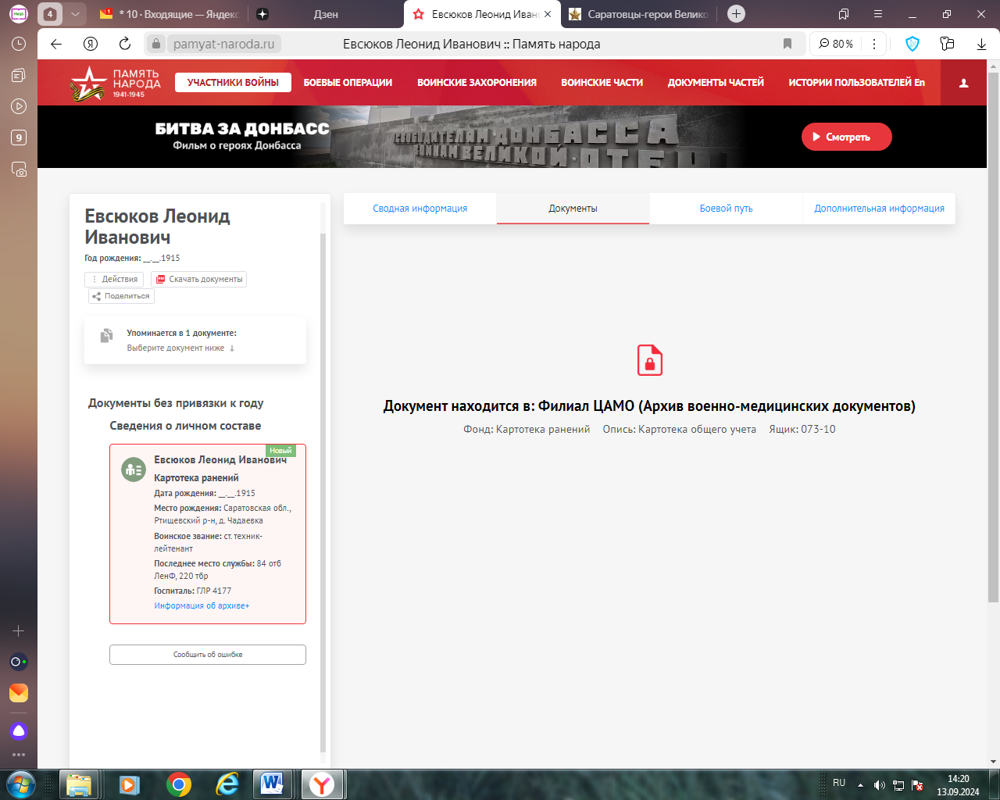 4
* 10 · Входящие — Яндекс
Дзен
Евсюков Леонид Иван
Саратовцы-герои Велико
pamyat-naroda.ru
Евсюков Леонид Иванович :: Память народа
80 %
9
ПАМЯТЬ
НАРОДА
1941-1945
УЧАСТНИКИ ВОЙНЫ
БОЕВЫЕ ОПЕРАЦИИ
ВОИНСКИЕ ЗАХОРОНЕНИЯ
ВОИНСКИЕ ЧАСТИ
ДОКУМЕНТЫ ЧАСТЕЙ
ИСТОРИИ ПОЛЬЗОВАТЕЛЕЙ En
БИТВА ЗА ДОНБАСС
Фильм о героях Донбасса
ОСВОБОДИТЕЛЯМ ДОНБАССА
ВОИНАМ ВЕЛИКОЙ ОТЕЧ
Смотреть
Евсюков Леонид
Иванович
Год рождения: __.__.1915
Действия
Скачать документы
Поделиться
Упоминается в 1 документе:
Выберите документ ниже ↓
Документы без привязки к году
Сведения о личном составе
Новый
Евсюков Леонид Иванович
Картотека ранений
Дата рождения: __.__.1915
Место рождения: Саратовская обл.,
Ртищевский р-н, д. Чадаевка
Воинское звание: ст. техник-
лейтенант
Последнее место службы: 84 отб
ЛенФ, 220 тбр
Госпиталь: ГЛР 4177
Информация об архиве+
Сообщить об ошибке
Сводная информация
Документы
Боевой путь
Дополнительная информация
Документ находится в: Филиал ЦАМО (Архив военно-медицинских документов)
Фонд: Картотека ранений Опись: Картотека общего учета Ящик: 073-10
RU
14:20
13.09.2024